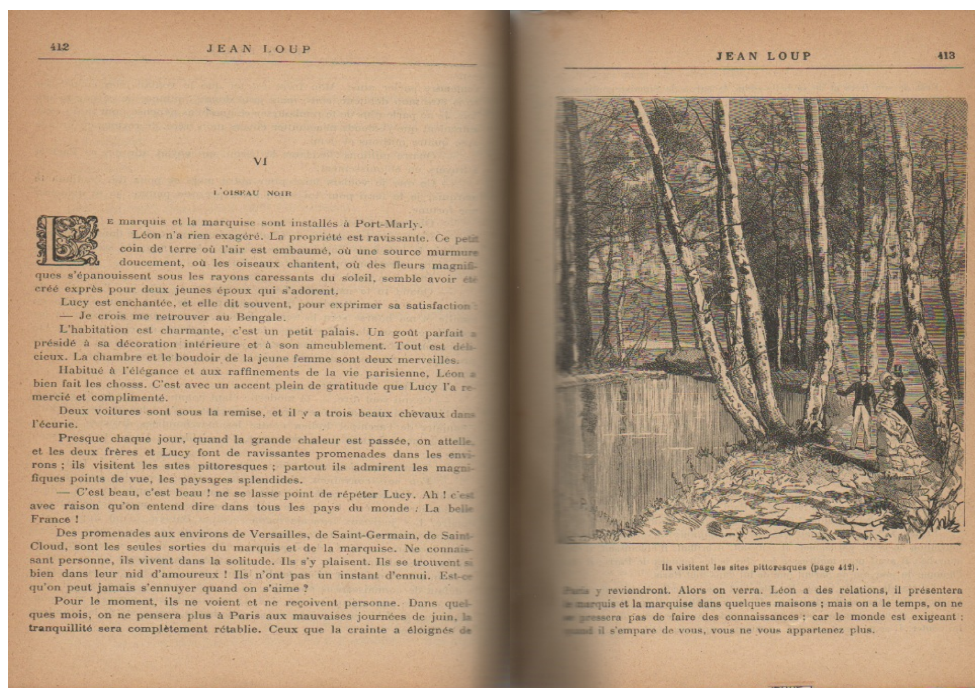 412
JEAN LOUP
VI
L'OISEAU NOIR
LE marquis et la marquise sont installés à Port-Marly.
Léon n'a rien exagéré. La propriété est ravissante. Ce petit
coin de terre où l'air est embaumé, où une source murmure
doucement, où les oiseaux chantent, où des fleurs magnifi-
ques s'épanouissent sous les rayons caressants du soleil, semble avoir été
créé exprès pour deux jeunes époux qui s'adorent.
Lucy est enchantée, et elle dit souvent, pour exprimer sa satisfaction :
— Je crois me retrouver au Bengale.
L'habitation est charmante, c'est un petit palais. Un goût parfait a
présidé à sa décoration intérieure et à son ameublement. Tout est déli-
cieux. La chambre et le boudoir de la jeune femme sont deux merveilles.
Habitué à l'élégance et aux raffinements de la vie parisienne, Léon a
bien fait les chosss. C'est avec un accent plein de gratitude que Lucy l'a re-
mercié et complimenté.
Deux voitures sont sous la remise, et il y a trois beaux chevaux dans
l'écurie.
Presque chaque jour, quand la grande chaleur est passée, on attelle,
et les deux frères et Lucy font de ravissantes promenades dans les envi-
rons ; ils visitent les sites pittoresques ; partout ils admirent les magni-
fiques points de vue, les paysages splendides.
— C'est beau, c'est beau ! ne se lasse point de répéter Lucy. Ah ! c'est
avec raison qu'on entend dire dans tous les pays du monde : La belle
France !
Des promenades aux environs de Versailles, de Saint-Germain, de Saint-
Cloud, sont les seules sorties du marquis et de la marquise. Ne connais-
sant personne, ils vivent dans la solitude. Ils s'y plaisent. Ils se trouvent si
bien dans leur nid d'amoureux ! Ils n'ont pas un instant d'ennui. Est-ce
qu'on peut jamais s'ennuyer quand on s'aime ?
Pour le moment, ils ne voient et ne reçoivent personne. Dans quel-
ques mois, on ne pensera plus à Paris aux mauvaises journées de juin, la
tranquillité sera complètement rétablie. Ceux que la crainte a éloignés de
JEAN LOUP
413
Ils visitent les sites pittoresques (page 412).
Paris y reviendront. Alors on verra. Léon a des relations, il présentera
le marquis et la marquise dans quelques maisons ; mais on a le temps, on ne
se pressera pas de faire des connaissances ; car le monde est exigeant :
quand il s'empare de vous, vous ne vous appartenez plus.